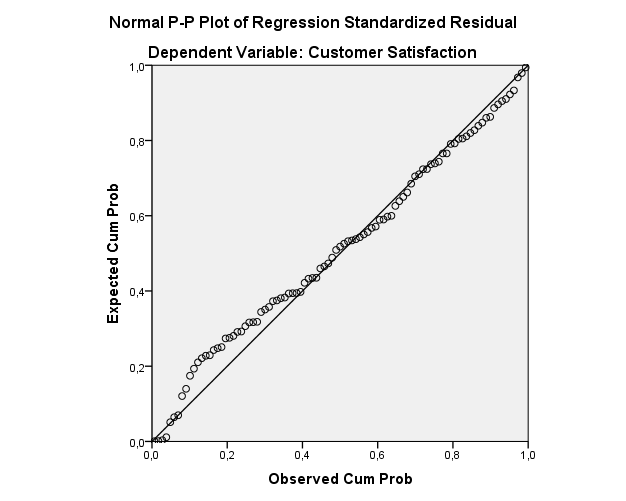 Normal P-P Plot of Regression Standardized Residual
Dependent Variable: Customer Satisfaction
1,0
0,8
0,6
0,4
0,2
0,0
Expected Cum Prob
0,0 0,2 0,4 0,6 0,8 1,0
Observed Cum Prob